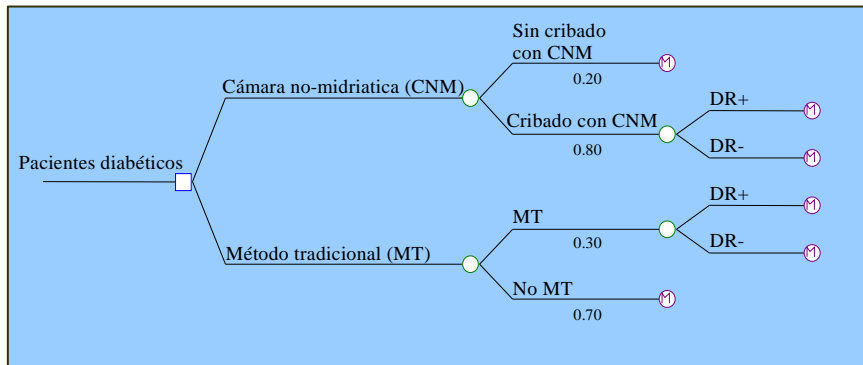 Sin cribado
con CNM
0.20
M
Cámara no-midriatica (CNM)
DR+
M
Cribado con CNM
0.80
DR-
M
Pacientes diabéticos
DR+
M
MT
0.30
DR-
M
Método tradicional (MT)
No MT
0.70
M